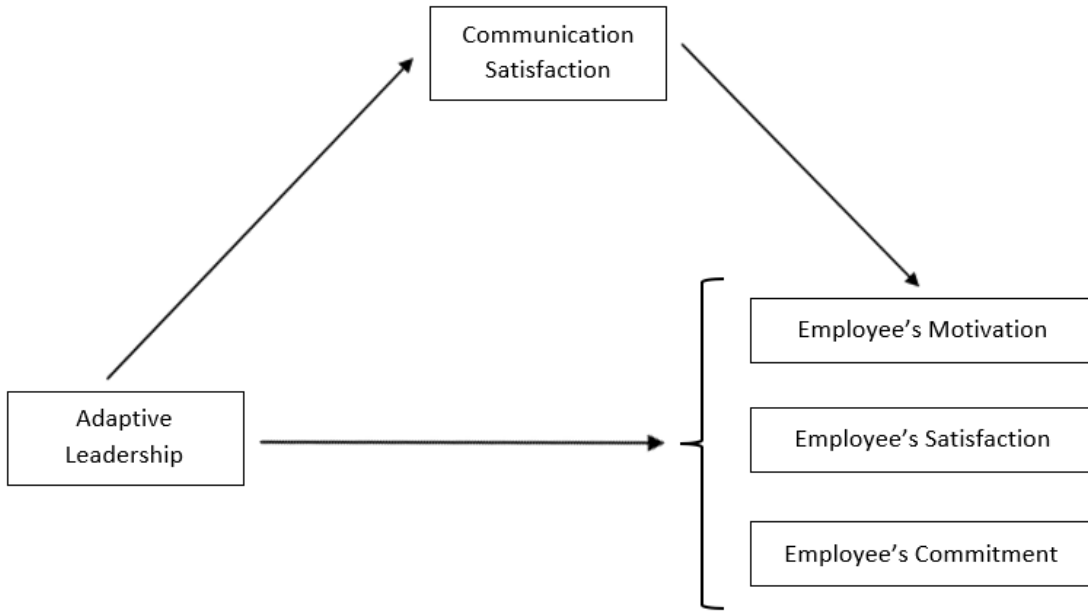 Communication
Satisfaction
Employee’s Motivation
Adaptive
Leadership
Employee’s Satisfaction
Employee’s Commitment